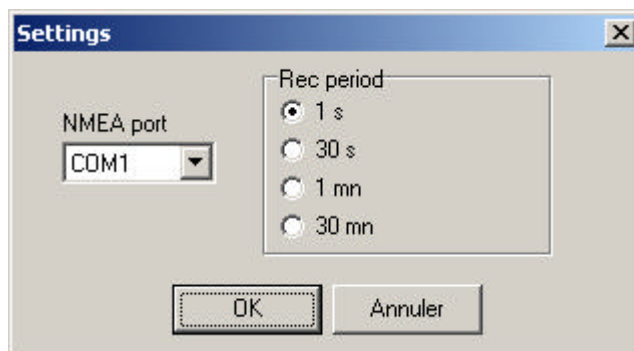 Settings
NMEA port
COM1
Rec period
1 s
30 s
1 mn
30 mn
OK
Annuler